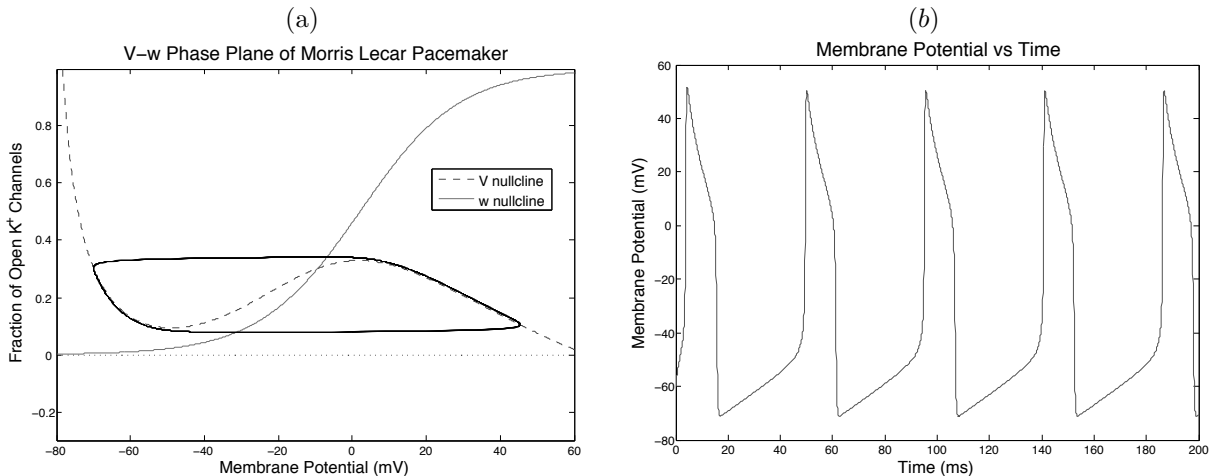 (a)
V−w Phase Plane of Morris Lecar Pacemaker
Fraction of Open K+ Channels
0.8
0.6
0.4
0.2
0
−0.2
V nullcline
w nullcline
−80 −60 −40 −20 0 20 40 60
Membrane Potential (mV)
(b)
Membrane Potential vs Time
Membrane Potential (mV)
60
40
20
0
−20
−40
−60
−80
0 20 40 60 80 100 120 140 160 180 200
Time (ms)